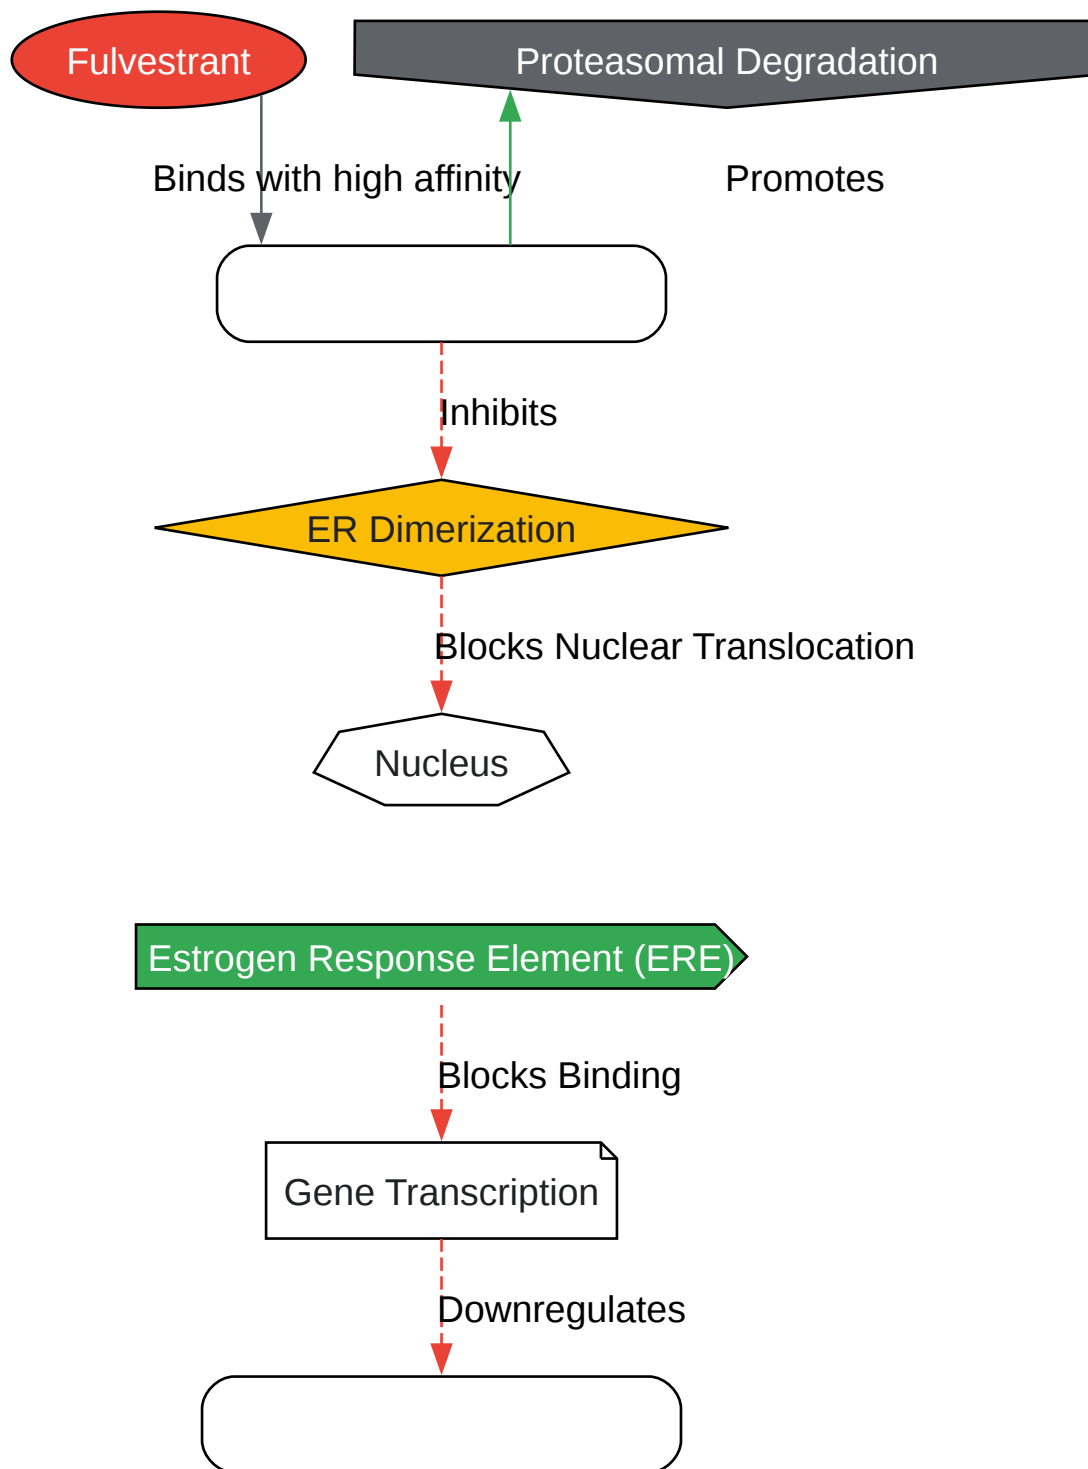 Fulvestrant
Proteasomal Degradation
Binds with high affinity
Promotes
Inhibits
ER Dimerization
Blocks Nuclear Translocation
Nucleus
Estrogen Response Element (ERE)
Blocks Binding
Gene Transcription
Downregulates